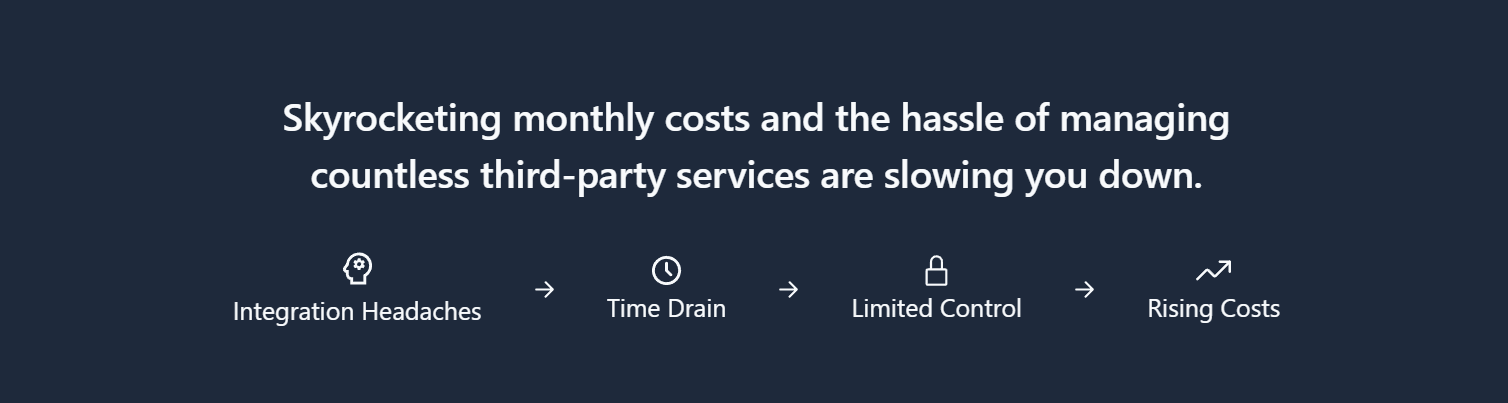 Skyrocketing monthly costs and the hassle of managing
countless third-party services are slowing you down.
Integration Headaches
Time Drain
Limited Control
Rising Costs